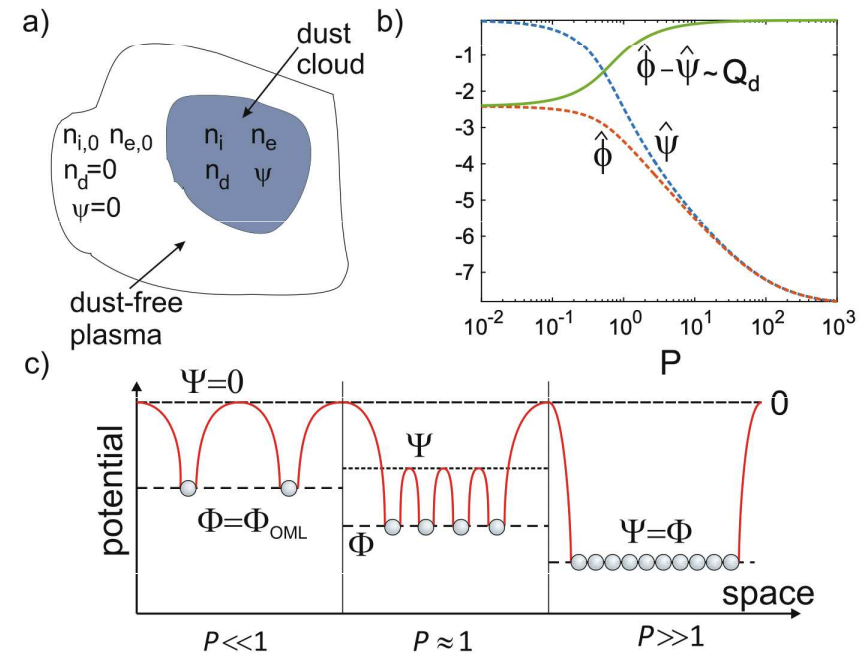 a)
dust
cloud
n_{i,0} n_{e,0}
n_d=0
ψ=0
n_i n_e
n_d ψ
dust-free
plasma
b)
-1
-2
-3
-4
-5
-6
-7
ϕ̂−ψ̂~Q_d
ϕ̂
ψ̂
10^{-2} 10^{-1} 10^0 10^1 10^2 10^3
P
c)
Ψ=0
0
Ψ
Φ=Φ_{OML}
Φ
Ψ=Φ
potential
space
P<<1
P≈1
P>>1